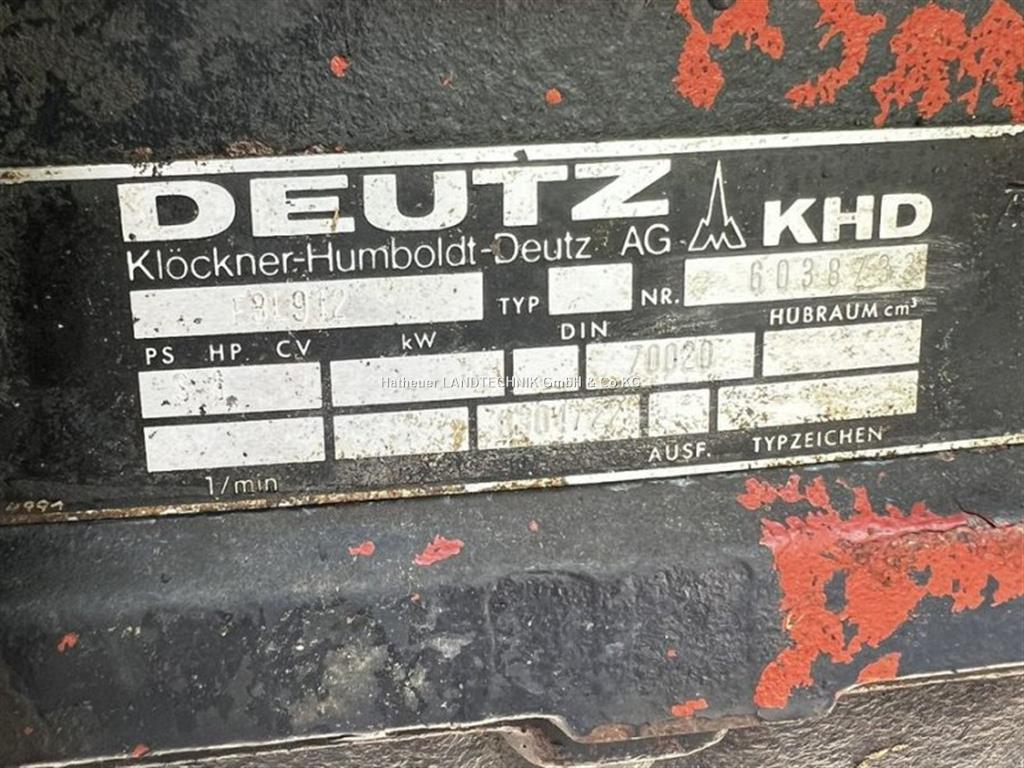 DEUTZ KHD
Klöckner-Humboldt-Deutz AG
F3L912 TYP NR. 6038233
PS HP CV kW DIN HUBRAUM cm³
70020
Hatheuer LANDTECHNIK GmbH & Co KG
1/min AUSF. TYPZEICHEN